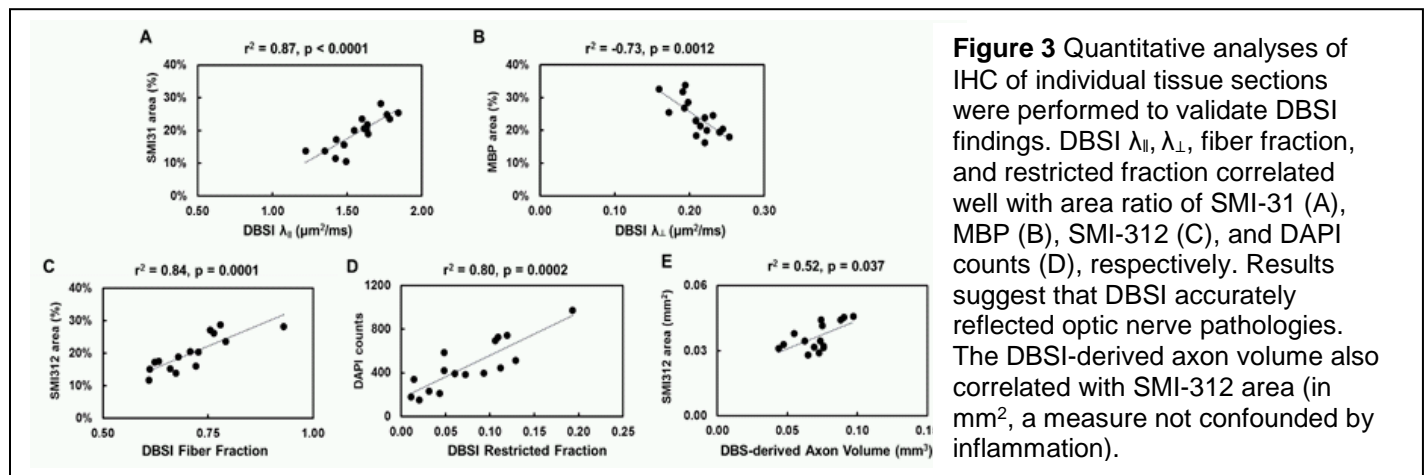 A
r² = 0.87, p < 0.0001
SMI31 area (%)
40%
30%
20%
10%
0%
0.50 1.00 1.50 2.00
DBSI λ∥ (µm²/ms)
B
r² = -0.73, p = 0.0012
MBP area (%)
40%
30%
20%
10%
0%
0.00 0.10 0.20 0.30
DBSI λ⊥ (µm²/ms)
C
r² = 0.84, p = 0.0001
SMI312 area (%)
40%
30%
20%
10%
0%
0.50 0.75 1.00
DBSI Fiber Fraction
D
r² = 0.80, p = 0.0002
DAPI counts
1200
800
400
0
0.00 0.05 0.10 0.15 0.20 0.25
DBSI Restricted Fraction
E
r² = 0.52, p = 0.037
SMI312 area (mm²)
0.06
0.03
0.00
0.00 0.05 0.10 0.15
DBS-derived Axon Volume (mm³)
Figure 3 Quantitative analyses of
IHC of individual tissue sections
were performed to validate DBSI
findings. DBSI λ∥, λ⊥, fiber fraction,
and restricted fraction correlated
well with area ratio of SMI-31 (A),
MBP (B), SMI-312 (C), and DAPI
counts (D), respectively. Results
suggest that DBSI accurately
reflected optic nerve pathologies.
The DBSI-derived axon volume also
correlated with SMI-312 area (in
mm², a measure not confounded by
inflammation).